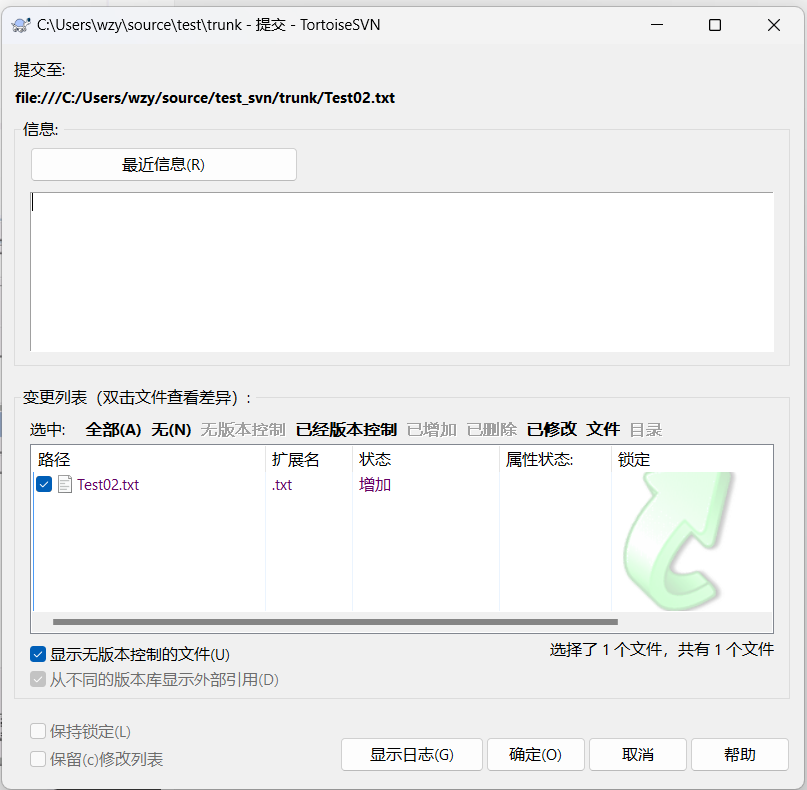 C:\Users\wzy\source\test\trunk - 提交 - TortoiseSVN
提交至:
file:///C:/Users/wzy/source/test_svn/trunk/Test02.txt
信息:
最近信息(R)
变更列表（双击文件查看差异）:
选中: 全部(A) 无(N) 无版本控制 已经版本控制 已增加 已删除 已修改 文件 目录
路径 扩展名 状态 属性状态: 锁定
Test02.txt .txt 增加
显示无版本控制的文件(U)
选择了 1 个文件，共有 1 个文件
从不同的版本库显示外部引用(D)
保持锁定(L)
保留(c)修改列表
显示日志(G) 确定(O) 取消 帮助